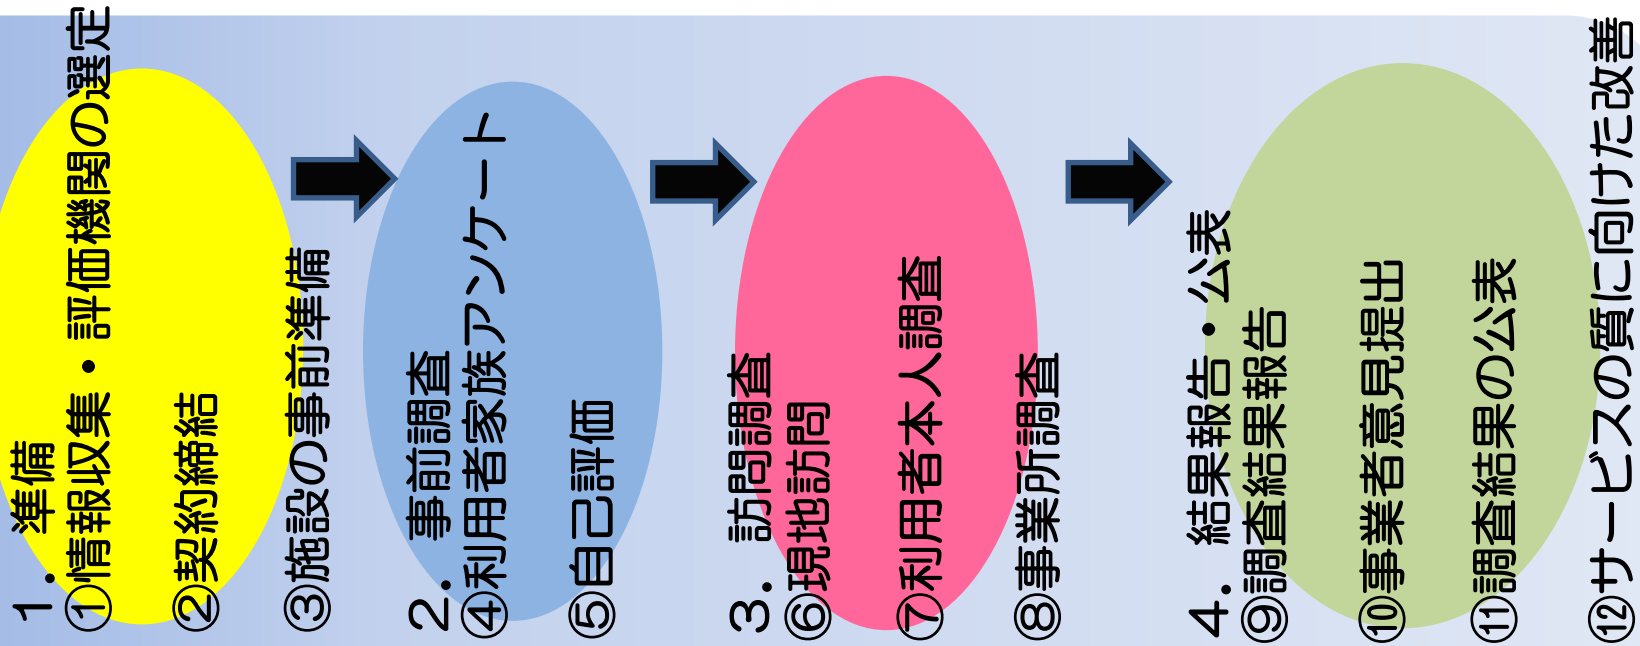 1．準備
①情報収集・評価機関の選定
②契約締結
③施設の事前準備
2．事前調査
④利用者家族アンケート
⑤自己評価
3．訪問調査
⑥現地訪問
⑦利用者本人調査
⑧事業所調査
4．結果報告・公表
⑨調査結果報告
⑩事業者意見提出
⑪調査結果の公表
⑫サービスの質に向けた改善